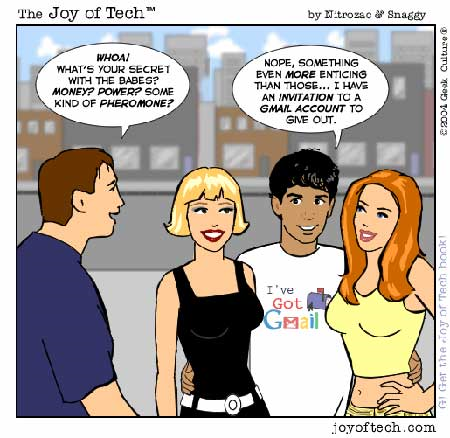 The Joy of Tech™
by Nitrozac & Snaggy
WHOA!
WHAT'S YOUR SECRET
WITH THE BABES?
MONEY? POWER? SOME
KIND OF PHEROMONE?
NOPE, SOMETHING
EVEN MORE ENTICING
THAN THOSE... I HAVE
AN INVITATION TO A
GMAIL ACCOUNT TO
GIVE OUT.
I've
Got
GMail
©2004 Geek Culture®
G! Get the Joy of Tech book!
joyoftech.com